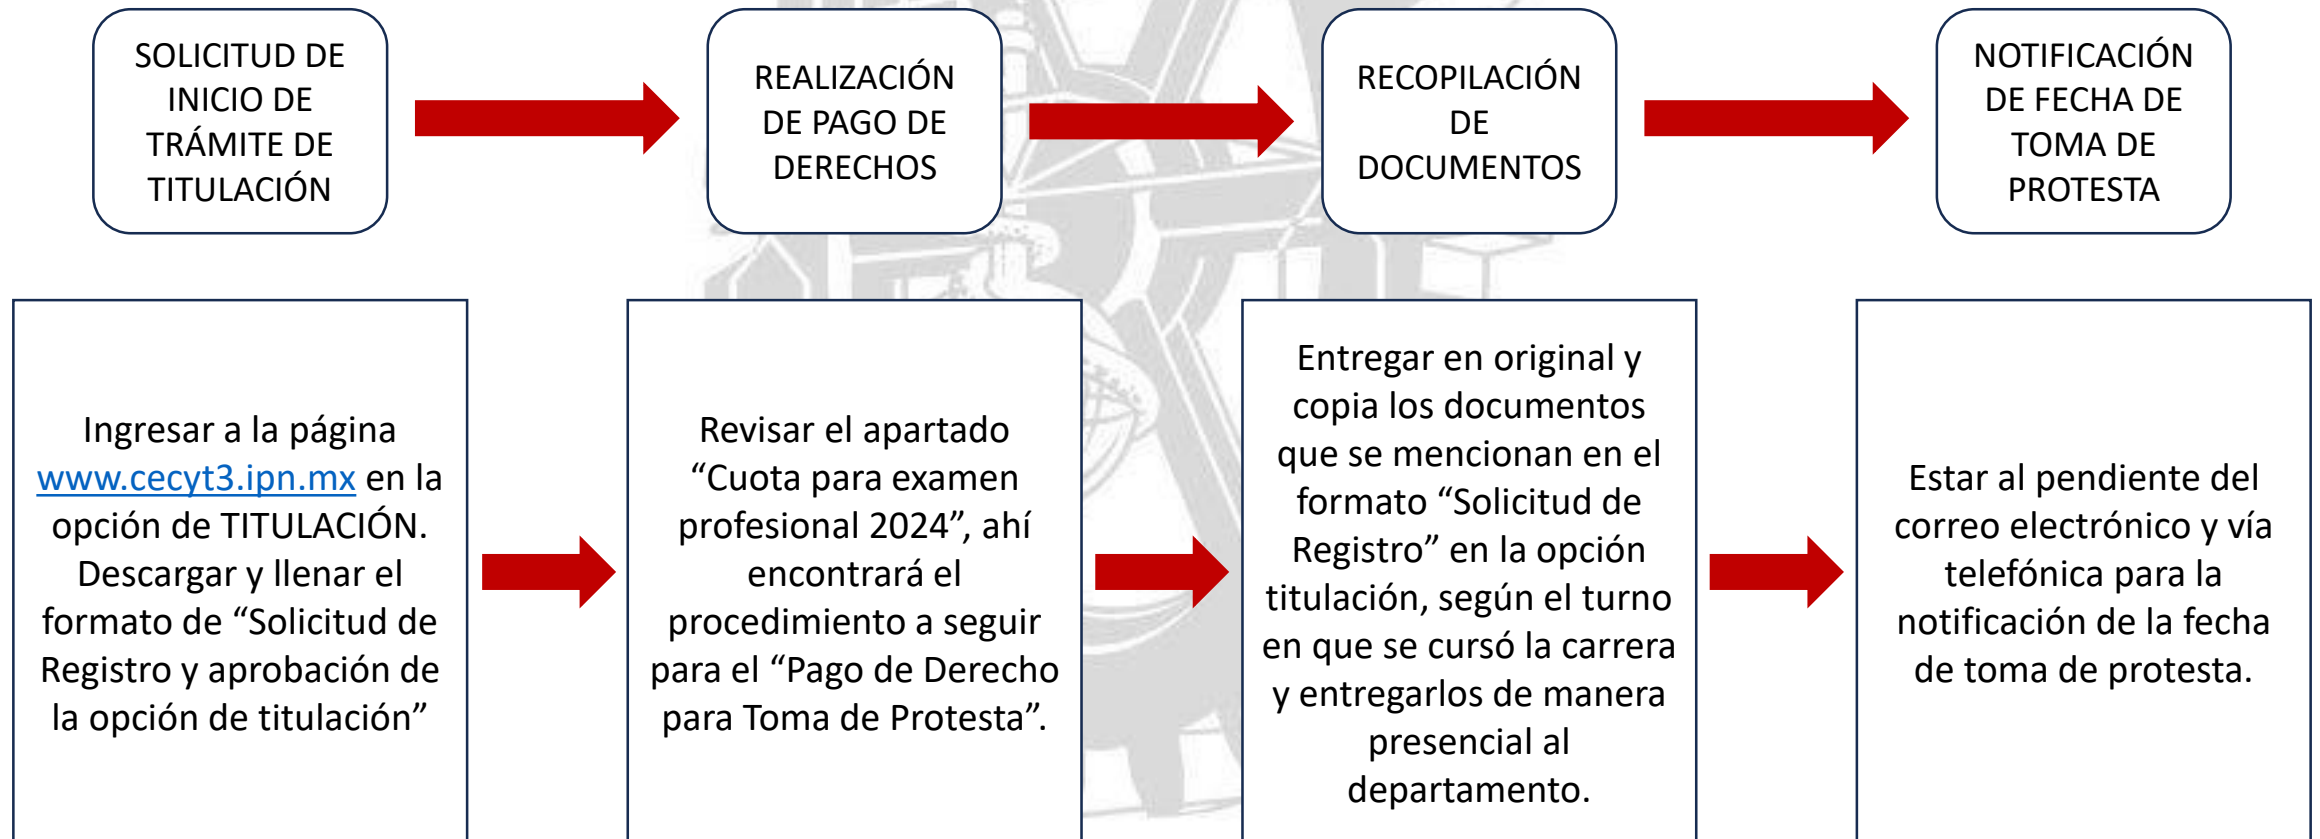 SOLICITUD DE
INICIO DE
TRÁMITE DE
TITULACIÓN
REALIZACIÓN
DE PAGO DE
DERECHOS
RECOPILACIÓN
DE
DOCUMENTOS
NOTIFICACIÓN
DE FECHA DE
TOMA DE
PROTESTA
Ingresar a la página
www.cecyt3.ipn.mx en la
opción de TITULACIÓN.
Descargar y llenar el
formato de “Solicitud de
Registro y aprobación de
la opción de titulación”
Revisar el apartado
“Cuota para examen
profesional 2024”, ahí
encontrará el
procedimiento a seguir
para el “Pago de Derecho
para Toma de Protesta”.
Entregar en original y
copia los documentos
que se mencionan en el
formato “Solicitud de
Registro” en la opción
titulación, según el turno
en que se cursó la carrera
y entregarlos de manera
presencial al
departamento.
Estar al pendiente del
correo electrónico y vía
telefónica para la
notificación de la fecha
de toma de protesta.